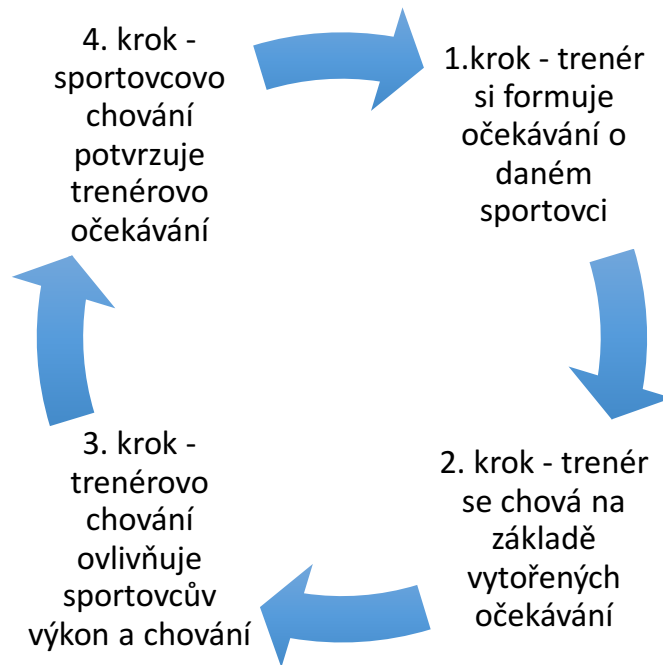 1.krok - trenér
si formuje
očekávání o
daném
sportovci
2. krok - trenér
se chová na
základě
vytořených
očekávání
3. krok -
trenérovo
chování
ovlivňuje
sportovcův
výkon a chování
4. krok -
sportovcovo
chování
potvrzuje
trenérovo
očekávání